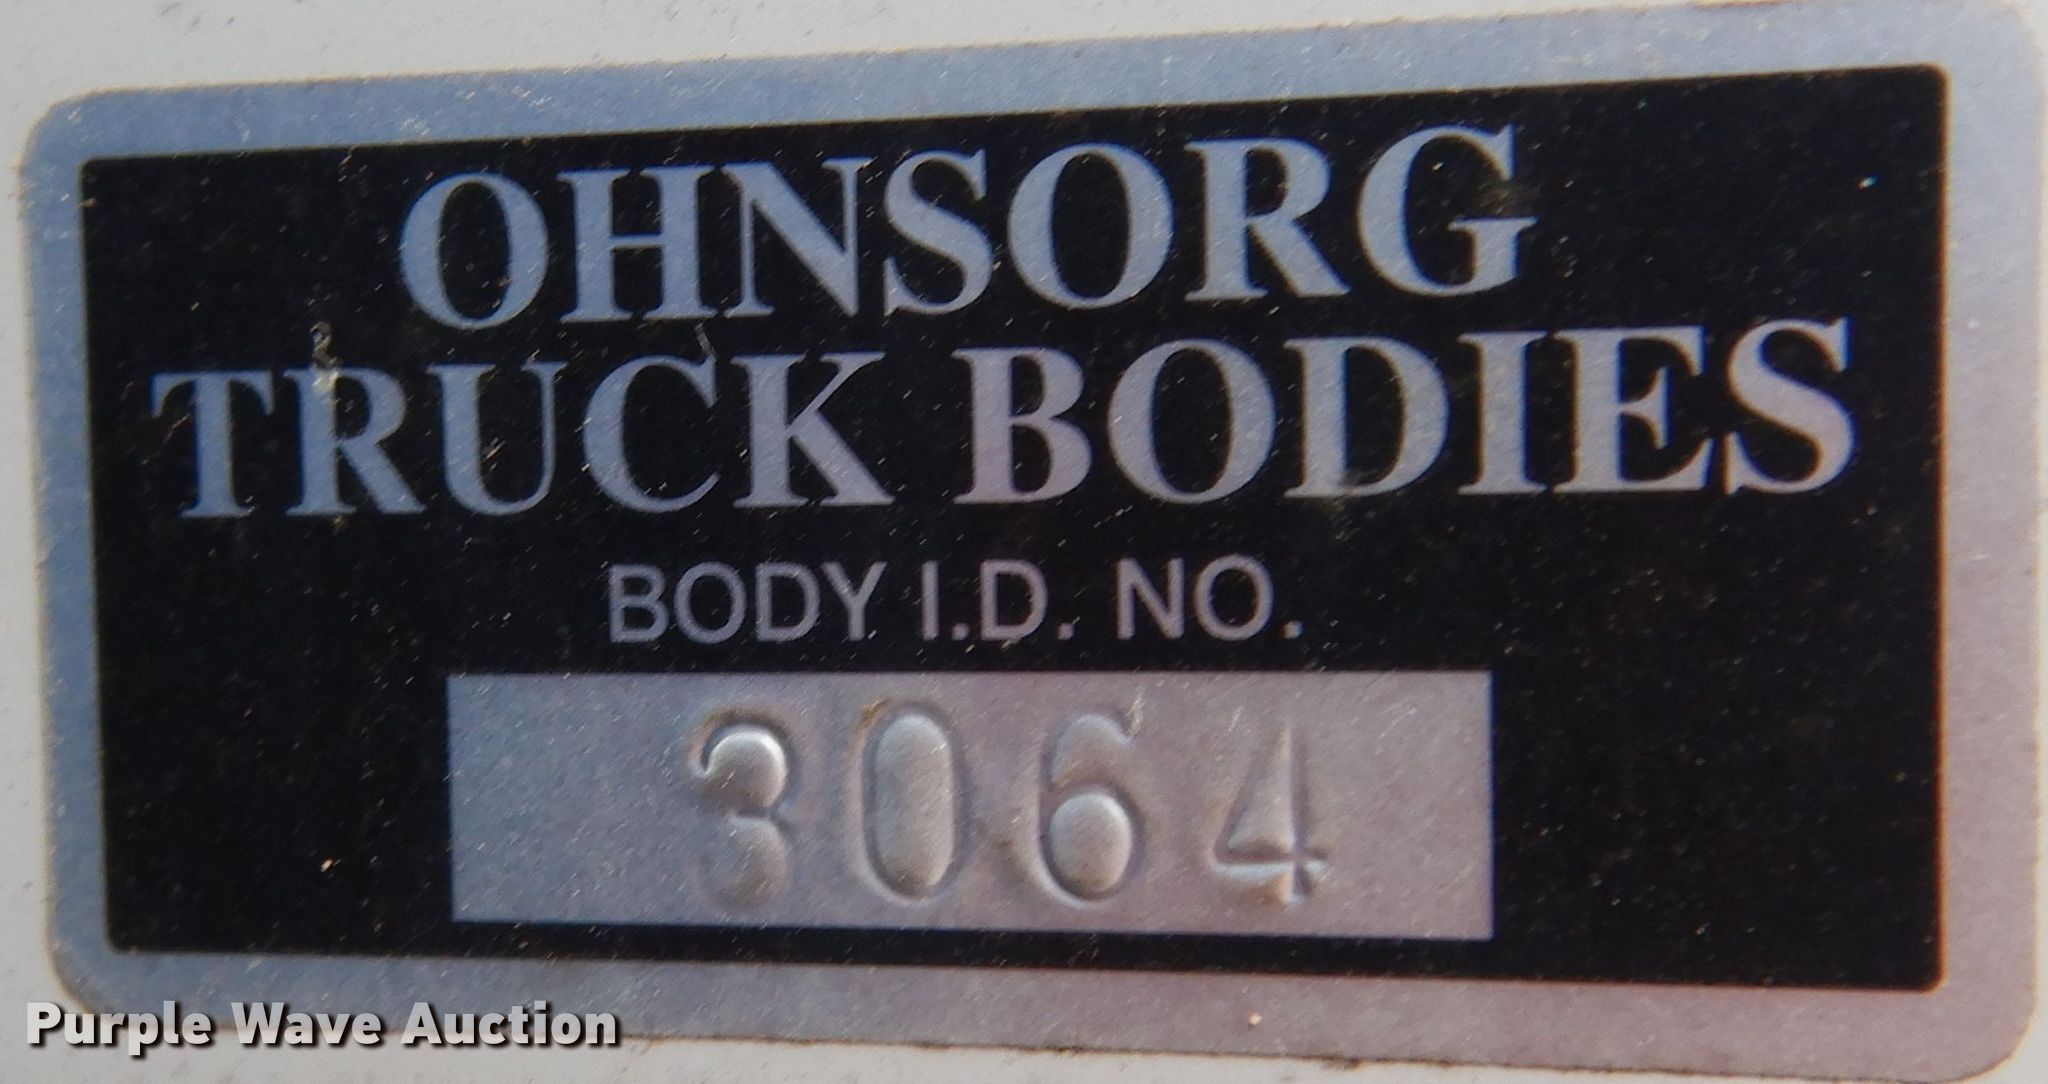 OHNSORG
TRUCK BODIES
BODY I.D. NO.
3064
Purple Wave Auction